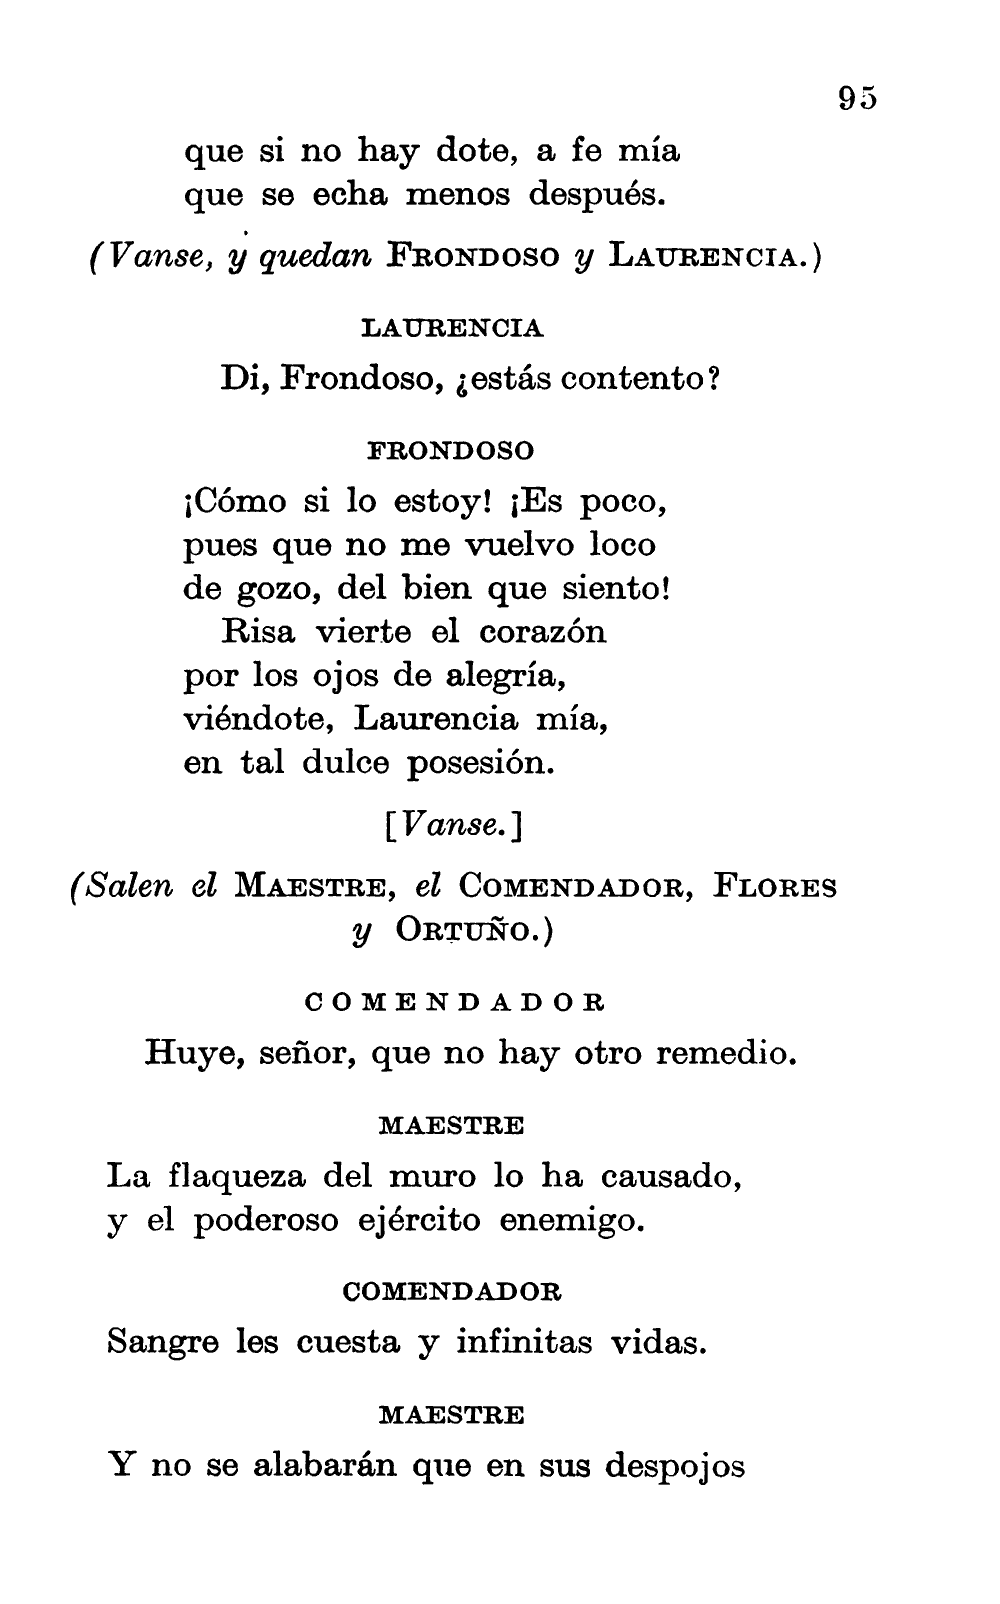 95
que si no hay dote, a fe mía
que se echa menos después.
(Vanse, y quedan FRONDOSO y LAURENCIA.)
LAURENCIA
Di, Frondoso, ¿estás contento?
FRONDOSO
¡Cómo si lo estoy! ¡Es poco,
pues que no me vuelvo loco
de gozo, del bien que siento!
Risa vierte el corazón
por los ojos de alegría,
viéndote, Laurencia mía,
en tal dulce posesión.
[Vanse.]
(Salen el MAESTRE, el COMENDADOR, FLORES
y ORTUÑO.)
COMENDADOR
Huye, señor, que no hay otro remedio.
MAESTRE
La flaqueza del muro lo ha causado,
y el poderoso ejército enemigo.
COMENDADOR
Sangre les cuesta y infinitas vidas.
MAESTRE
Y no se alabarán que en sus despojos